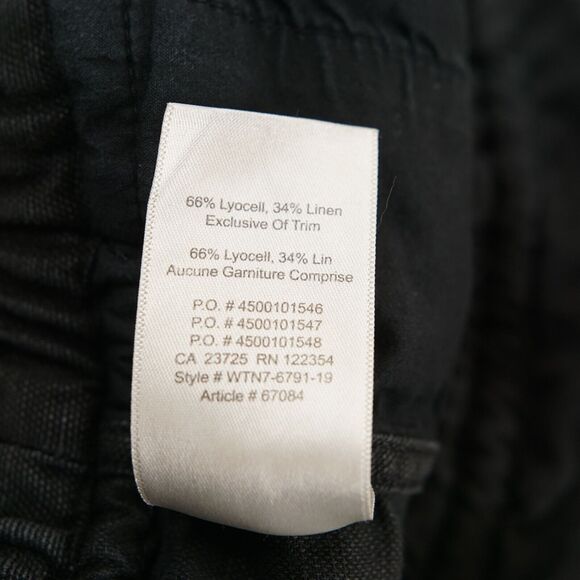 66% Lyocell, 34% Linen
Exclusive Of Trim
66% Lyocell, 34% Lin
Aucune Garniture Comprise
P.O. # 4500101546
P.O. # 4500101547
P.O. # 4500101548
CA 23725 RN 122354
Style # WTN7-6791-19
Article # 67084